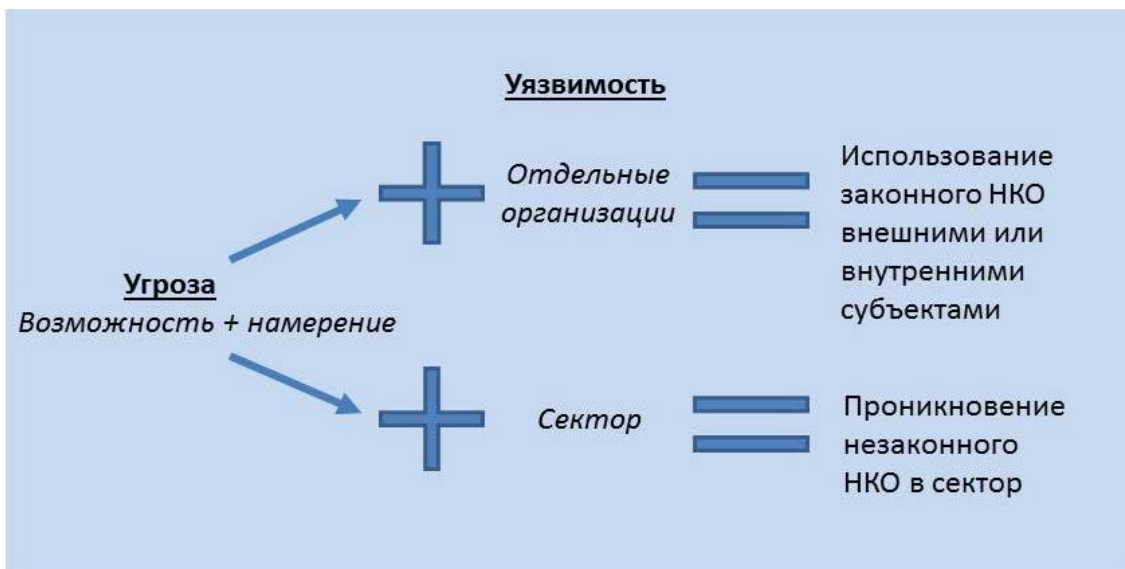 Уязвимость
Отдельные
организации
Использование
законного НКО
внешними или
внутренними
субъектами
Угроза
Возможность + намерение
Сектор
Проникновение
незаконного
НКО в сектор